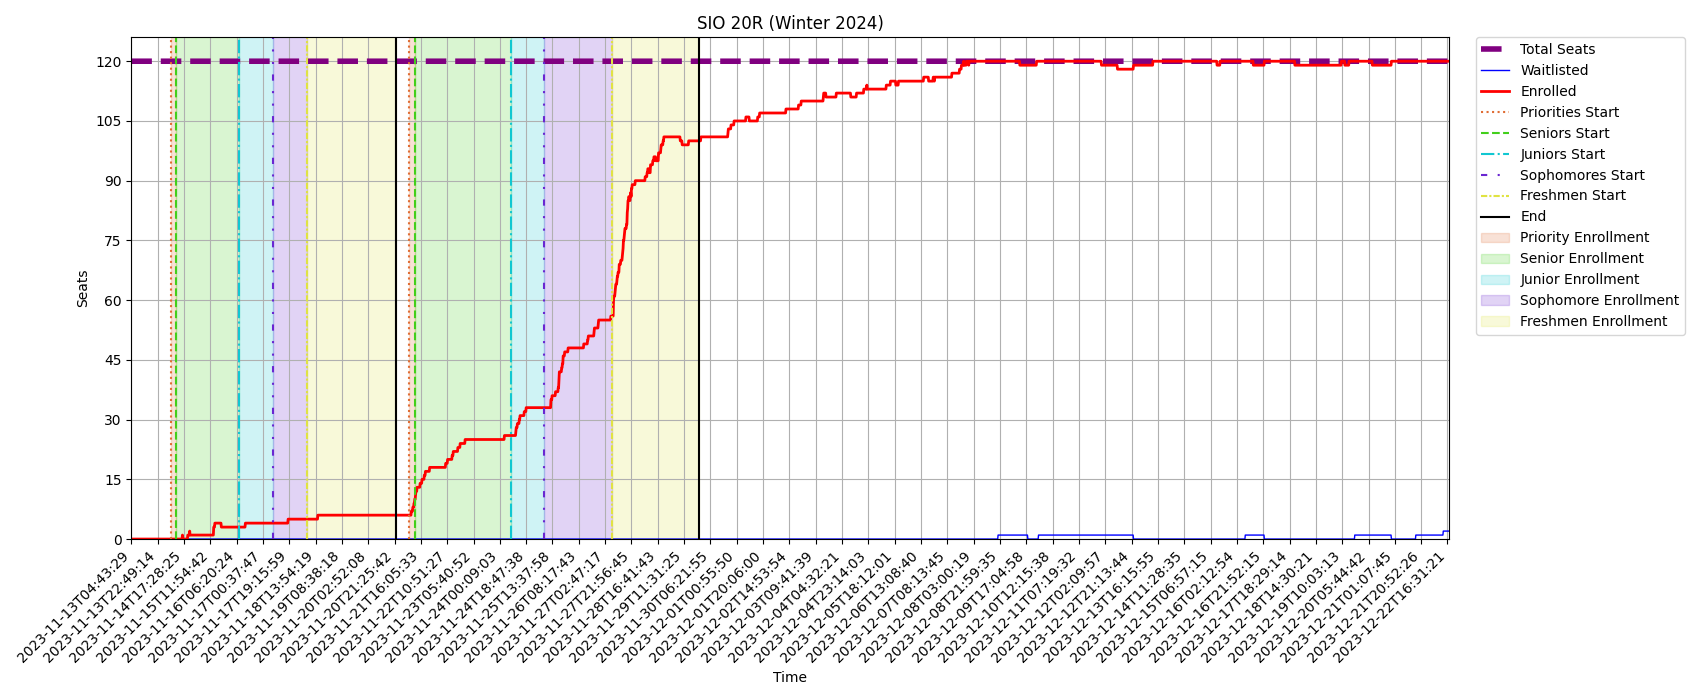 SIO 20R (Winter 2024)
Seats
120
105
90
75
60
45
30
15
0
2023-11-13T04:43:29
2023-11-13T22:49:14
2023-11-14T17:28:25
2023-11-15T11:54:42
2023-11-16T06:20:24
2023-11-17T00:37:47
2023-11-17T19:15:59
2023-11-18T13:54:19
2023-11-19T08:38:18
2023-11-20T02:52:08
2023-11-20T21:25:42
2023-11-21T16:05:33
2023-11-22T10:51:27
2023-11-23T05:40:52
2023-11-24T00:09:03
2023-11-24T18:47:38
2023-11-25T13:37:58
2023-11-26T08:17:43
2023-11-27T02:47:17
2023-11-27T21:56:45
2023-11-28T16:41:43
2023-11-29T11:31:25
2023-11-30T06:21:55
2023-12-01T00:55:50
2023-12-01T20:06:00
2023-12-02T14:53:54
2023-12-03T09:41:39
2023-12-04T04:32:21
2023-12-04T23:14:03
2023-12-05T18:12:01
2023-12-06T13:08:40
2023-12-07T08:13:45
2023-12-08T03:00:19
2023-12-08T21:59:35
2023-12-09T17:04:58
2023-12-10T12:15:38
2023-12-11T07:19:32
2023-12-12T02:09:57
2023-12-12T21:13:44
2023-12-13T16:15:55
2023-12-14T11:28:35
2023-12-15T06:57:15
2023-12-16T02:12:54
2023-12-16T21:52:15
2023-12-17T18:29:14
2023-12-18T14:30:21
2023-12-19T10:03:13
2023-12-20T05:44:42
2023-12-21T01:07:45
2023-12-21T20:52:26
2023-12-22T16:31:21
Time
Total Seats
Waitlisted
Enrolled
Priorities Start
Seniors Start
Juniors Start
Sophomores Start
Freshmen Start
End
Priority Enrollment
Senior Enrollment
Junior Enrollment
Sophomore Enrollment
Freshmen Enrollment